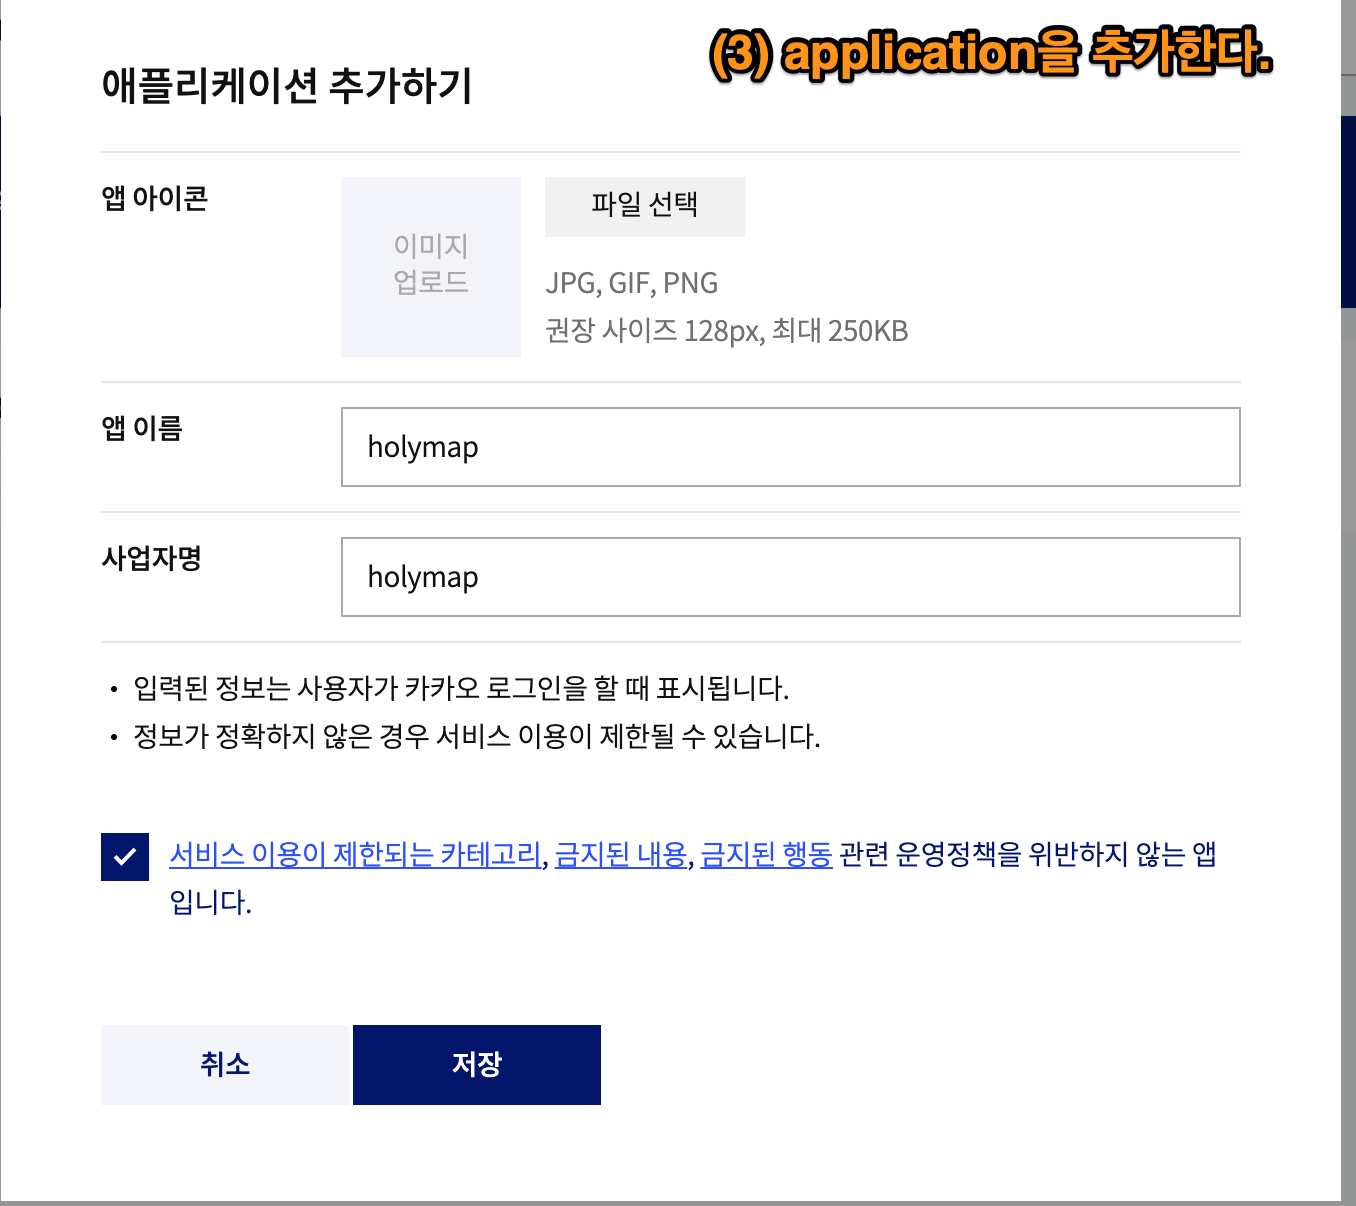 (3) application을 추가한다.
애플리케이션 추가하기
앱 아이콘
이미지
업로드
파일 선택
JPG, GIF, PNG
권장 사이즈 128px, 최대 250KB
앱 이름
holymap
사업자명
holymap
• 입력된 정보는 사용자가 카카오 로그인을 할 때 표시됩니다.
• 정보가 정확하지 않은 경우 서비스 이용이 제한될 수 있습니다.
서비스 이용이 제한되는 카테고리, 금지된 내용, 금지된 행동 관련 운영정책을 위반하지 않는 앱
입니다.
취소
저장